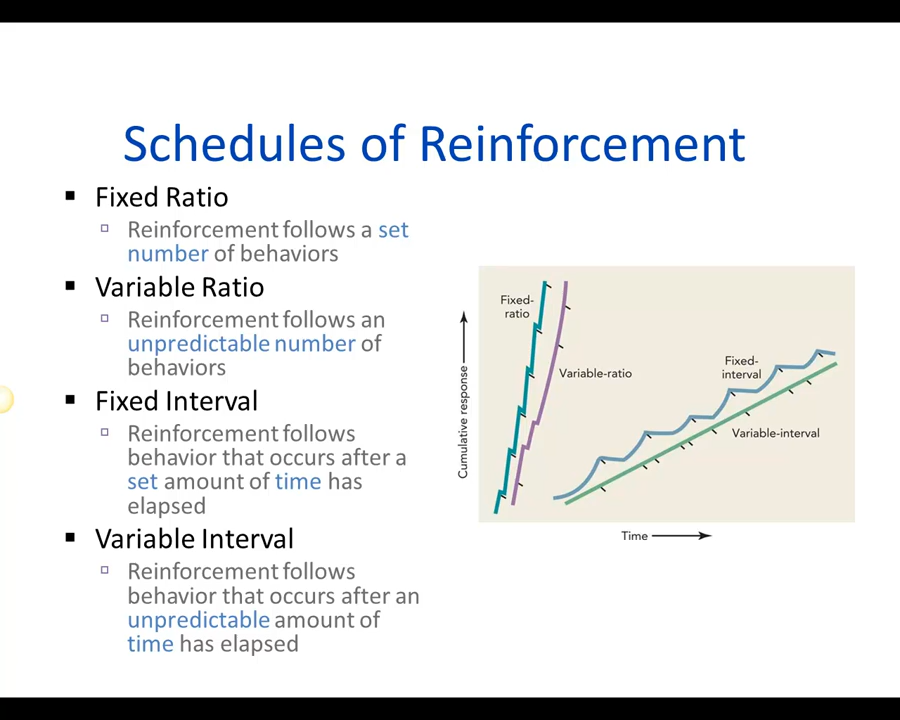 Schedules of Reinforcement
▪ Fixed Ratio
▫ Reinforcement follows a set
number of behaviors
▪ Variable Ratio
▫ Reinforcement follows an
unpredictable number of
behaviors
▪ Fixed Interval
▫ Reinforcement follows
behavior that occurs after a
set amount of time has
elapsed
▪ Variable Interval
▫ Reinforcement follows
behavior that occurs after an
unpredictable amount of
time has elapsed
Cumulative response
Fixed-
ratio
Variable-ratio
Fixed-
interval
Variable-interval
Time